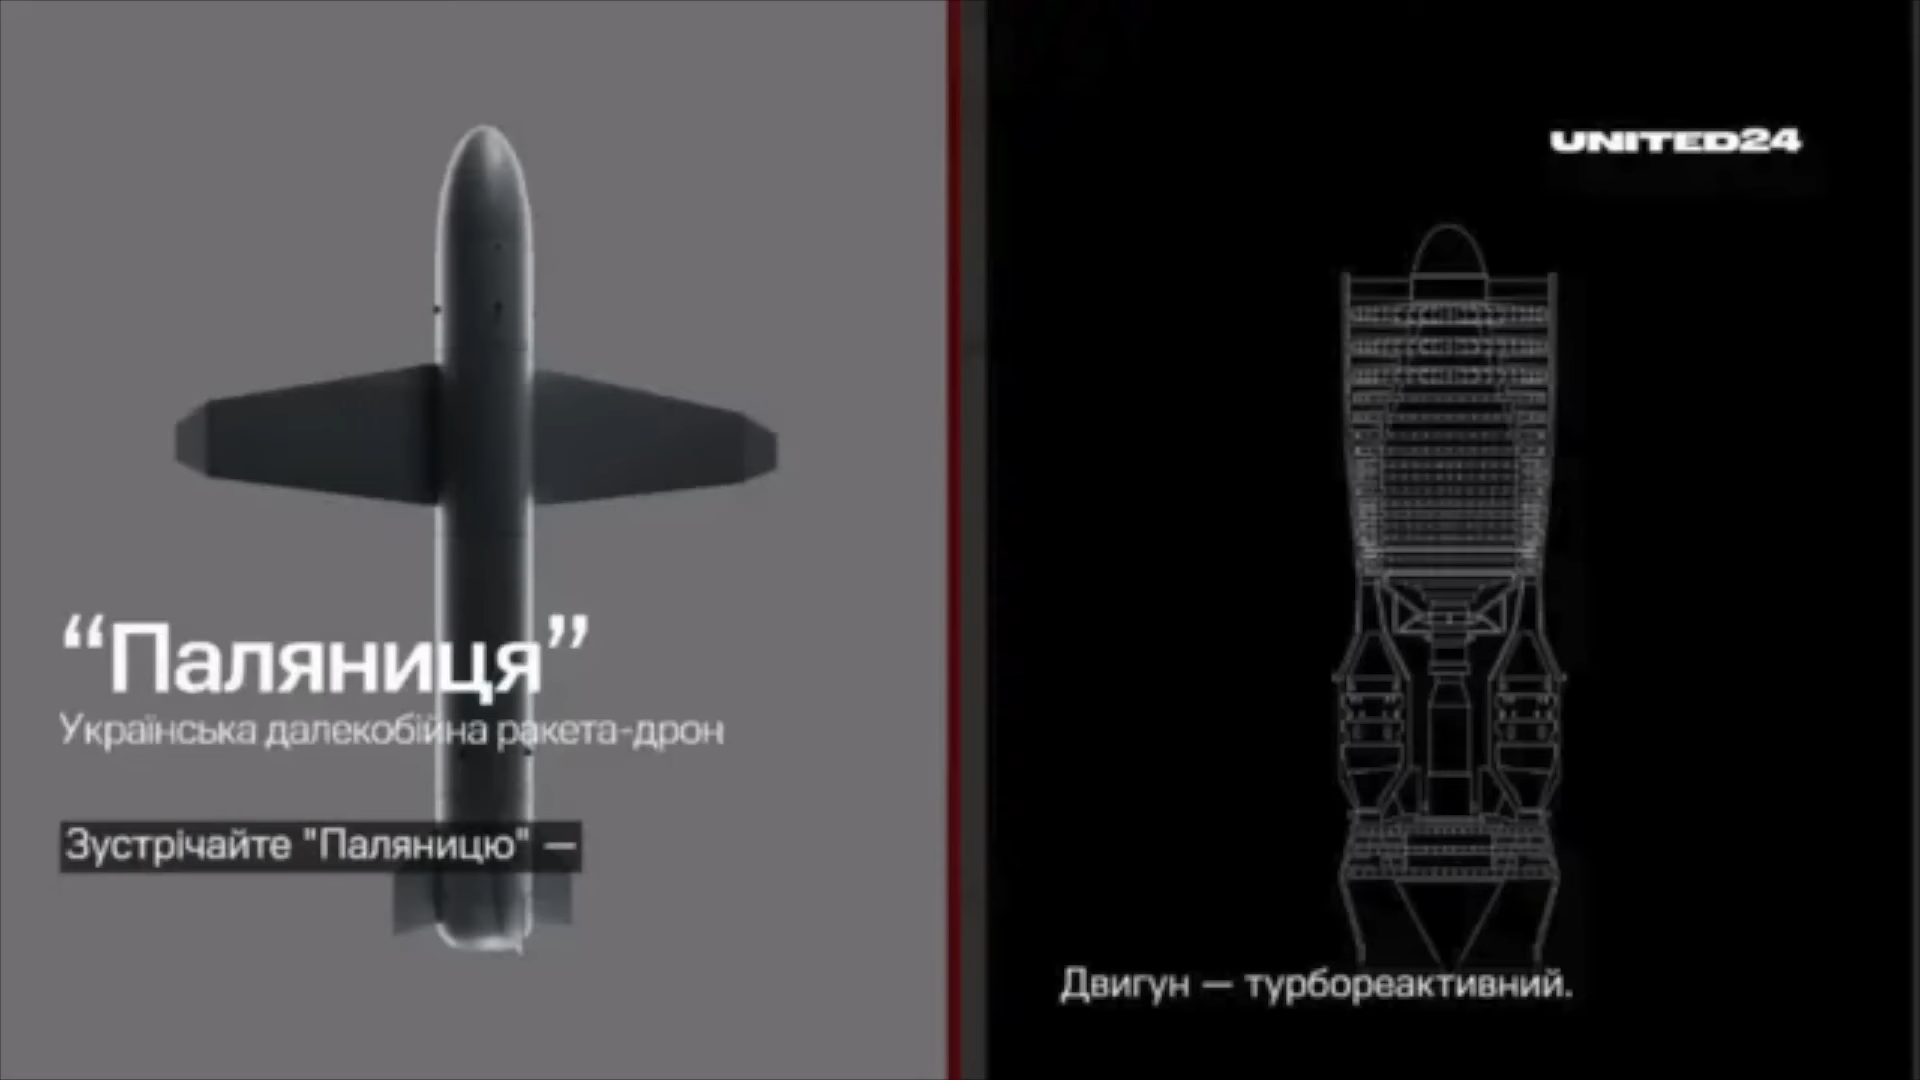 “Паляниця”
Українська далекобійна ракета-дрон
Зустрічайте "Паляницю" —
UNITED24
Двигун — турбореактивний.